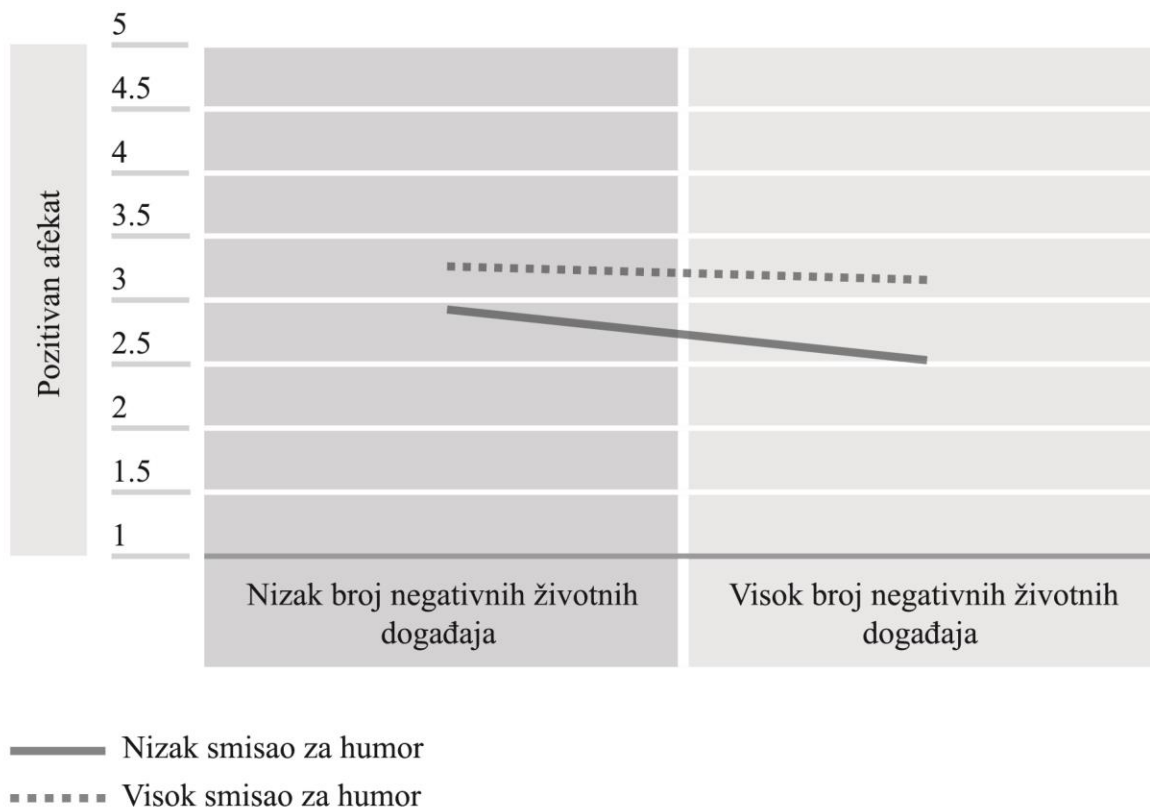 Pozitivan afekat
5
4.5
4
3.5
3
2.5
2
1.5
1
Nizak broj negativnih životnih
događaja
Visok broj negativnih životnih
događaja
Nizak smisao za humor
Visok smisao za humor